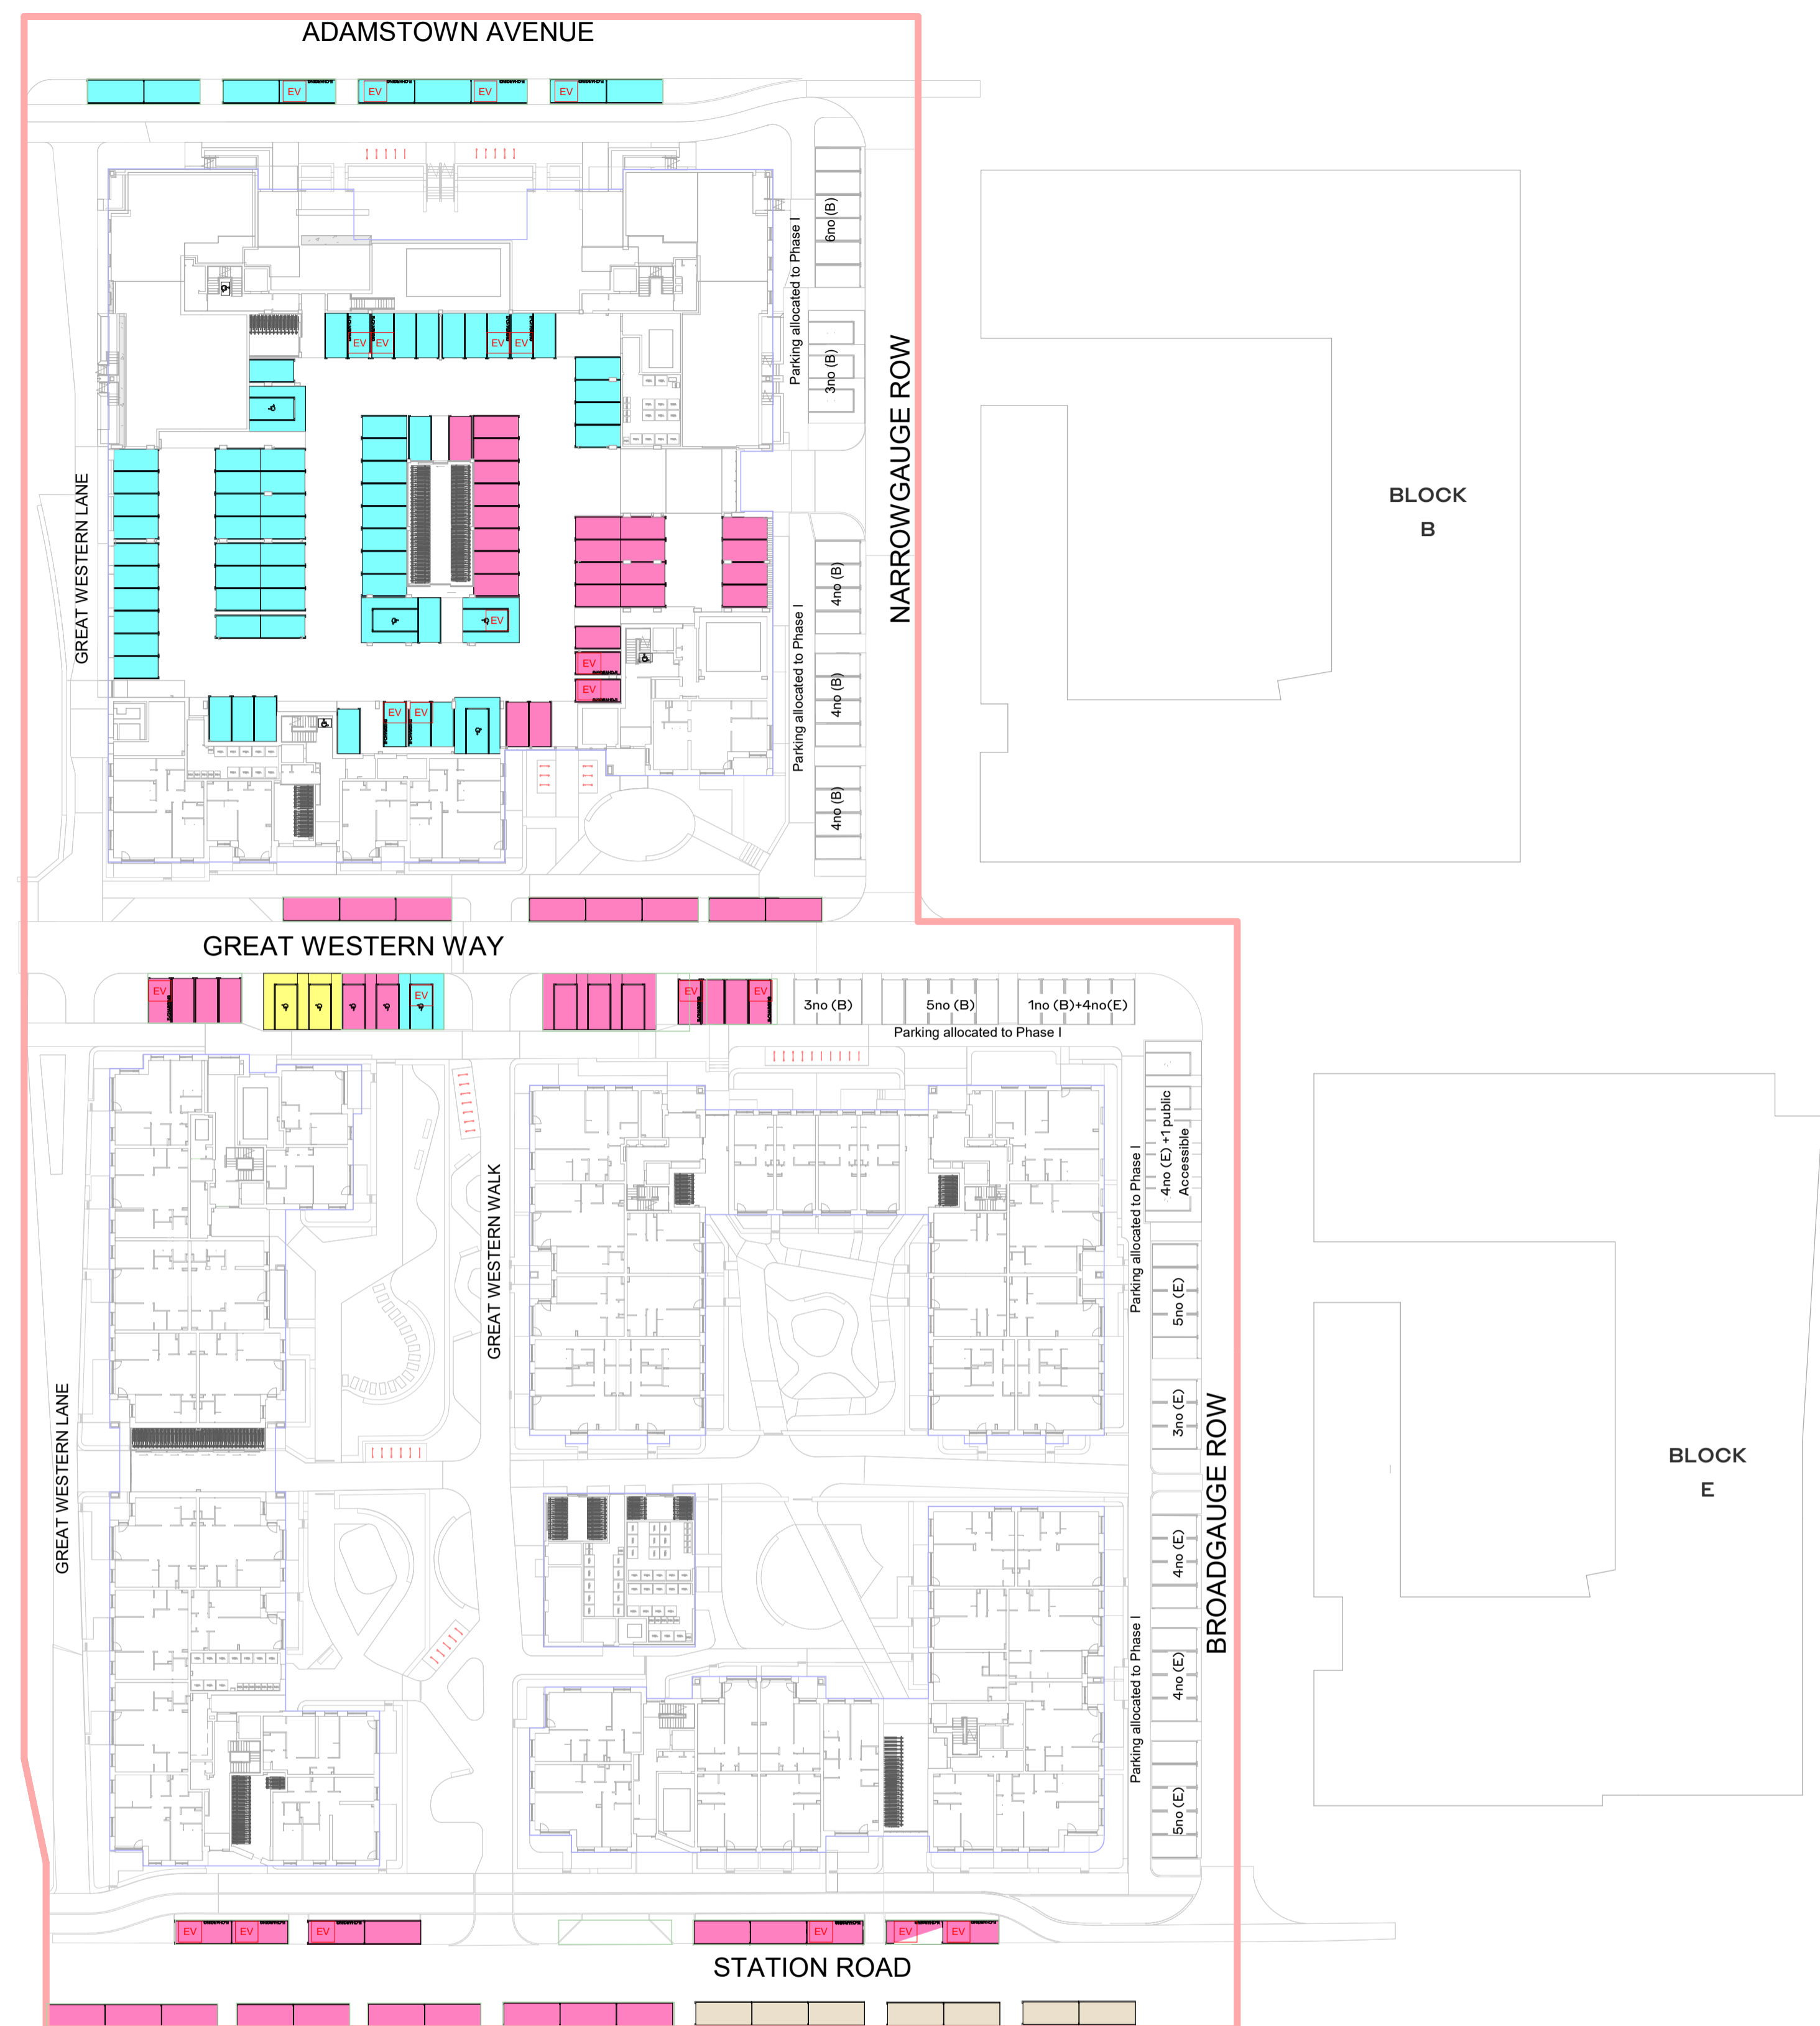 ADAMSTOWN AVENUE
EV
EV
EV
EV
6no (B)
Parking allocated to Phase I
EV
EV
EV
EV
3no (B)
NARROWGAUGE ROW
BLOCK
B
GREAT WESTERN LANE
4no (B)
EV
Parking allocated to Phase I
EV
EV
4no (B)
EV
EV
4no (B)
GREAT WESTERN WAY
EV
EV
EV
EV
3no (B)
5no (B)
1no (B)+4no(E)
Parking allocated to Phase I
4no (E) +1 public
Accessible
Parking allocated to Phase I
GREAT WESTERN WALK
5no (E)
3no (E)
GREAT WESTERN LANE
BROADGAUGE ROW
BLOCK
E
4no (E)
4no (E)
Parking allocated to Phase I
5no (E)
EV
EV
EV
EV
EV
EV
STATION ROAD